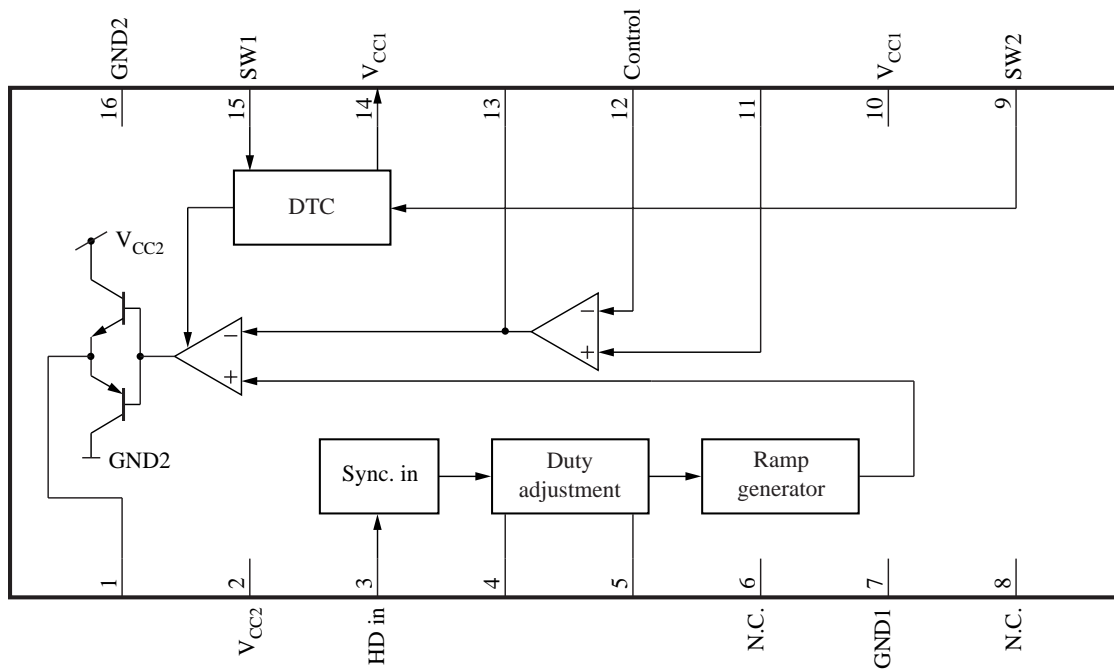 GND2
SW1
VCC1
Control
VCC1
SW2
16
15
14
13
12
11
10
9
DTC
VCC2
−
+
−
+
GND2
Sync. in
Duty
adjustment
Ramp
generator
1
2
3
4
5
6
7
8
VCC2
HD in
N.C.
GND1
N.C.